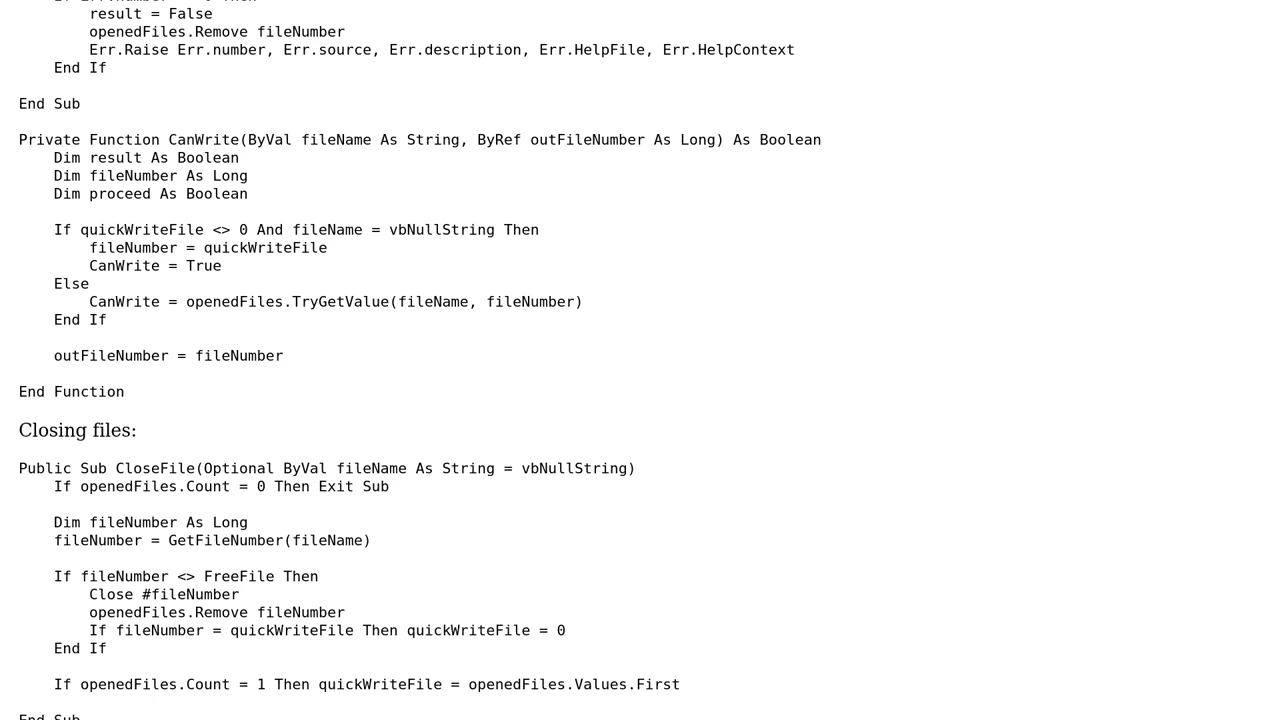 result = False
        openedFiles.Remove fileNumber
        Err.Raise Err.number, Err.source, Err.description, Err.HelpFile, Err.HelpContext
    End If

End Sub

Private Function CanWrite(ByVal fileName As String, ByRef outFileNumber As Long) As Boolean
    Dim result As Boolean
    Dim fileNumber As Long
    Dim proceed As Boolean

    If quickWriteFile <> 0 And fileName = vbNullString Then
        fileNumber = quickWriteFile
        CanWrite = True
    Else
        CanWrite = openedFiles.TryGetValue(fileName, fileNumber)
    End If

    outFileNumber = fileNumber

End Function

Closing files:

Public Sub CloseFile(Optional ByVal fileName As String = vbNullString)
    If openedFiles.Count = 0 Then Exit Sub

    Dim fileNumber As Long
    fileNumber = GetFileNumber(fileName)

    If fileNumber <> FreeFile Then
        Close #fileNumber
        openedFiles.Remove fileNumber
        If fileNumber = quickWriteFile Then quickWriteFile = 0
    End If

    If openedFiles.Count = 1 Then quickWriteFile = openedFiles.Values.First

End Sub